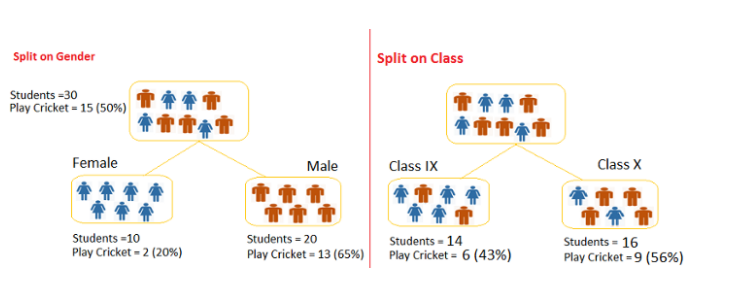 Split on Gender
Students =30
Play Cricket = 15 (50%)
Female
Male
Students =10
Play Cricket = 2 (20%)
Students = 20
Play Cricket = 13 (65%)
Split on Class
Class IX
Class X
Students = 14
Play Cricket = 6 (43%)
Students = 16
Play Cricket = 9 (56%)